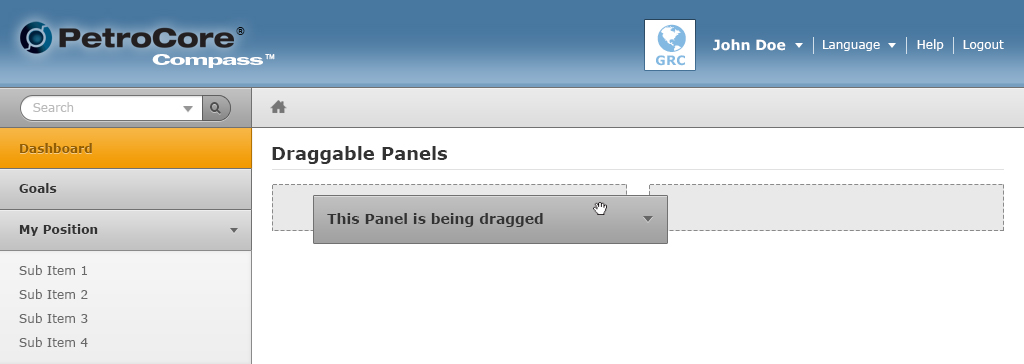 PetroCore®
Compass™
GRC
John Doe
Language
Help
Logout
Search
Dashboard
Goals
My Position
Sub Item 1
Sub Item 2
Sub Item 3
Sub Item 4
Draggable Panels
This Panel is being dragged